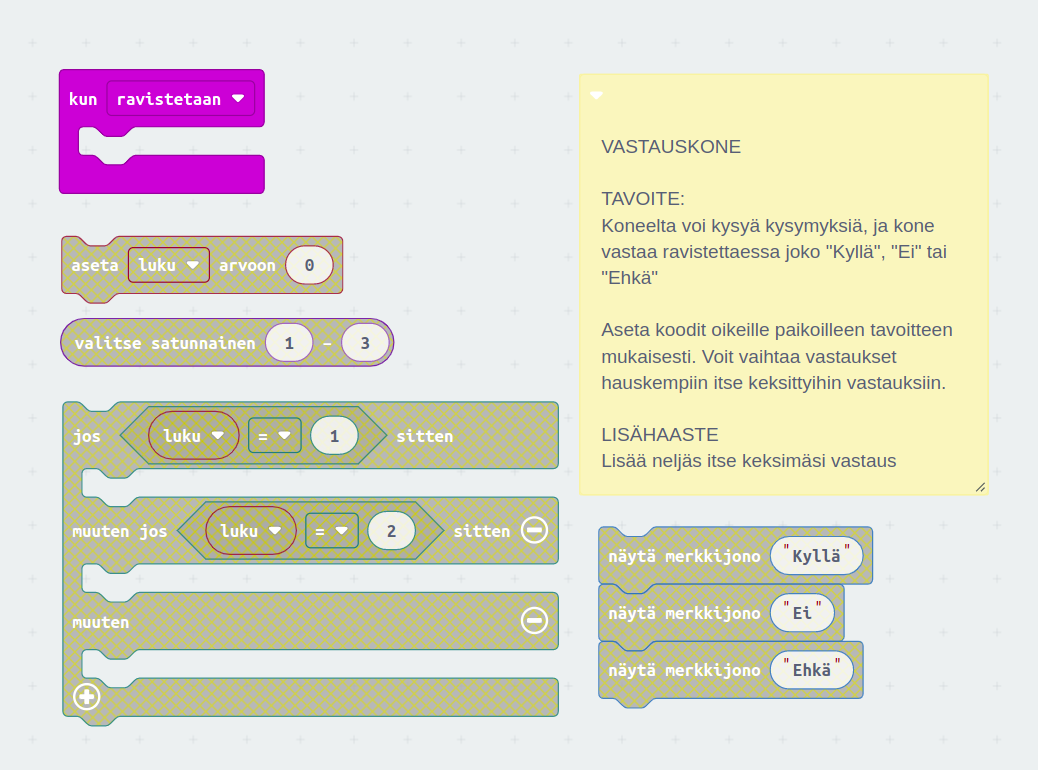 kun ravistetaan
aseta luku arvoon 0
valitse satunnainen 1 - 3
jos luku = 1 sitten
muuten jos luku = 2 sitten
muuten
VASTAUSKONE
TAVOITE:
Koneelta voi kysyä kysymyksiä, ja kone
vastaa ravistettaessa joko "Kyllä", "Ei" tai
"Ehkä"
Aseta koodit oikeille paikoilleen tavoitteen
mukaisesti. Voit vaihtaa vastaukset
hauskempiin itse keksittyihin vastauksiin.
LISÄHAASTE
Lisää neljäs itse keksimäsi vastaus
näytä merkkijono "Kyllä"
näytä merkkijono "Ei"
näytä merkkijono "Ehkä"